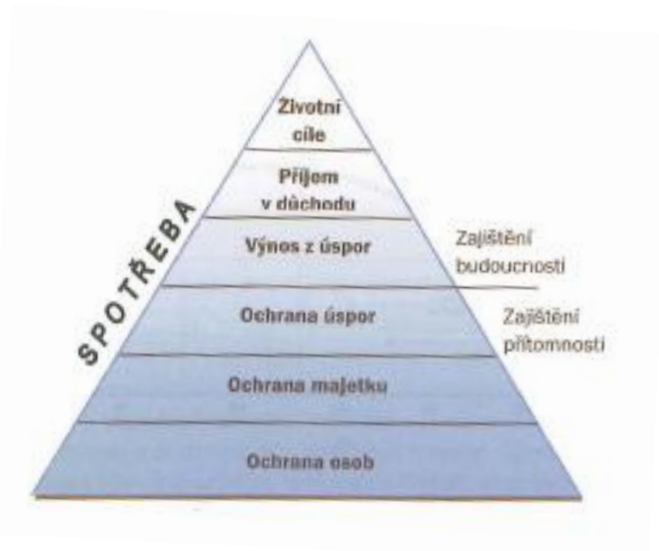 Životní
cíle
Příjem
v důchodu
SPOTŘEBA
Výnos z úspor
Zajištění
budoucnosti
Ochrana úspor
Zajištění
přítomnosti
Ochrana majetku
Ochrana osob